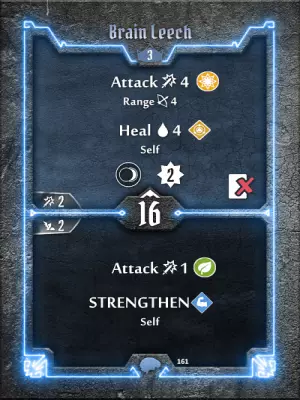 Brain Leech
3
Attack 4
Range 4
Heal 4
Self
2
2
16
2
Attack 1
STRENGTHEN
Self
161